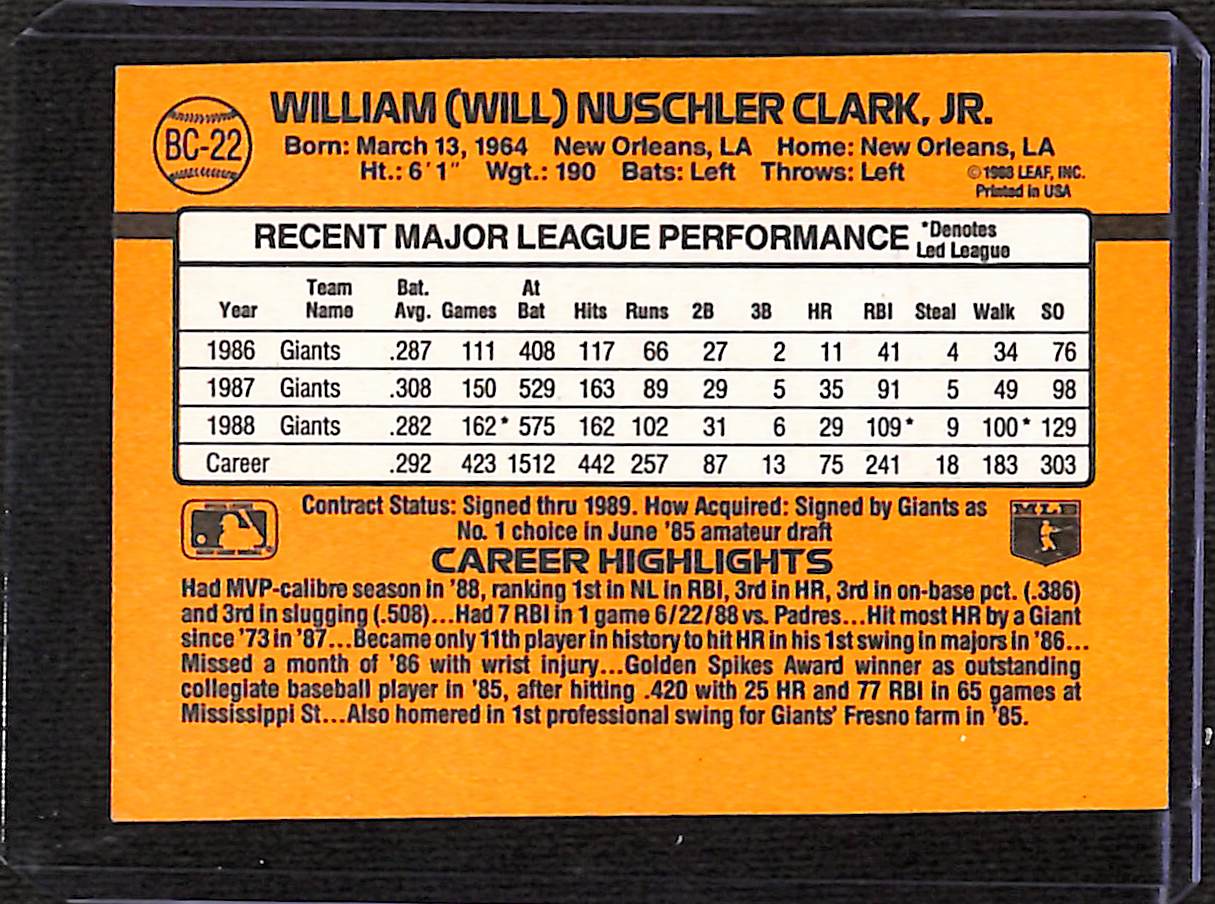 BC-22
WILLIAM (WILL) NUSCHLER CLARK, JR.
Born: March 13, 1964 New Orleans, LA Home: New Orleans, LA
Ht.: 6'1" Wgt.: 190 Bats: Left Throws: Left
©1988 LEAF, INC.
Printed in USA
RECENT MAJOR LEAGUE PERFORMANCE *Denotes
Led League
Team Bat. At
Year Name Avg. Games Bat Hits Runs 2B 3B HR RBI Steal Walk SO
1986 Giants .287 111 408 117 66 27 2 11 41 4 34 76
1987 Giants .308 150 529 163 89 29 5 35 91 5 49 98
1988 Giants .282 162* 575 162 102 31 6 29 109* 9 100* 129
Career .292 423 1512 442 257 87 13 75 241 18 183 303
Contract Status: Signed thru 1989. How Acquired: Signed by Giants as
No. 1 choice in June '85 amateur draft
MLB
CAREER HIGHLIGHTS
Had MVP-calibre season in '88, ranking 1st in NL in RBI, 3rd in HR, 3rd in on-base pct. (.386)
and 3rd in slugging (.508)...Had 7 RBI in 1 game 6/22/88 vs. Padres...Hit most HR by a Giant
since '73 in '87...Became only 11th player in history to hit HR in his 1st swing in majors in '86...
Missed a month of '86 with wrist injury...Golden Spikes Award winner as outstanding
collegiate baseball player in '85, after hitting .420 with 25 HR and 77 RBI in 65 games at
Mississippi St...Also homered in 1st professional swing for Giants' Fresno farm in '85.